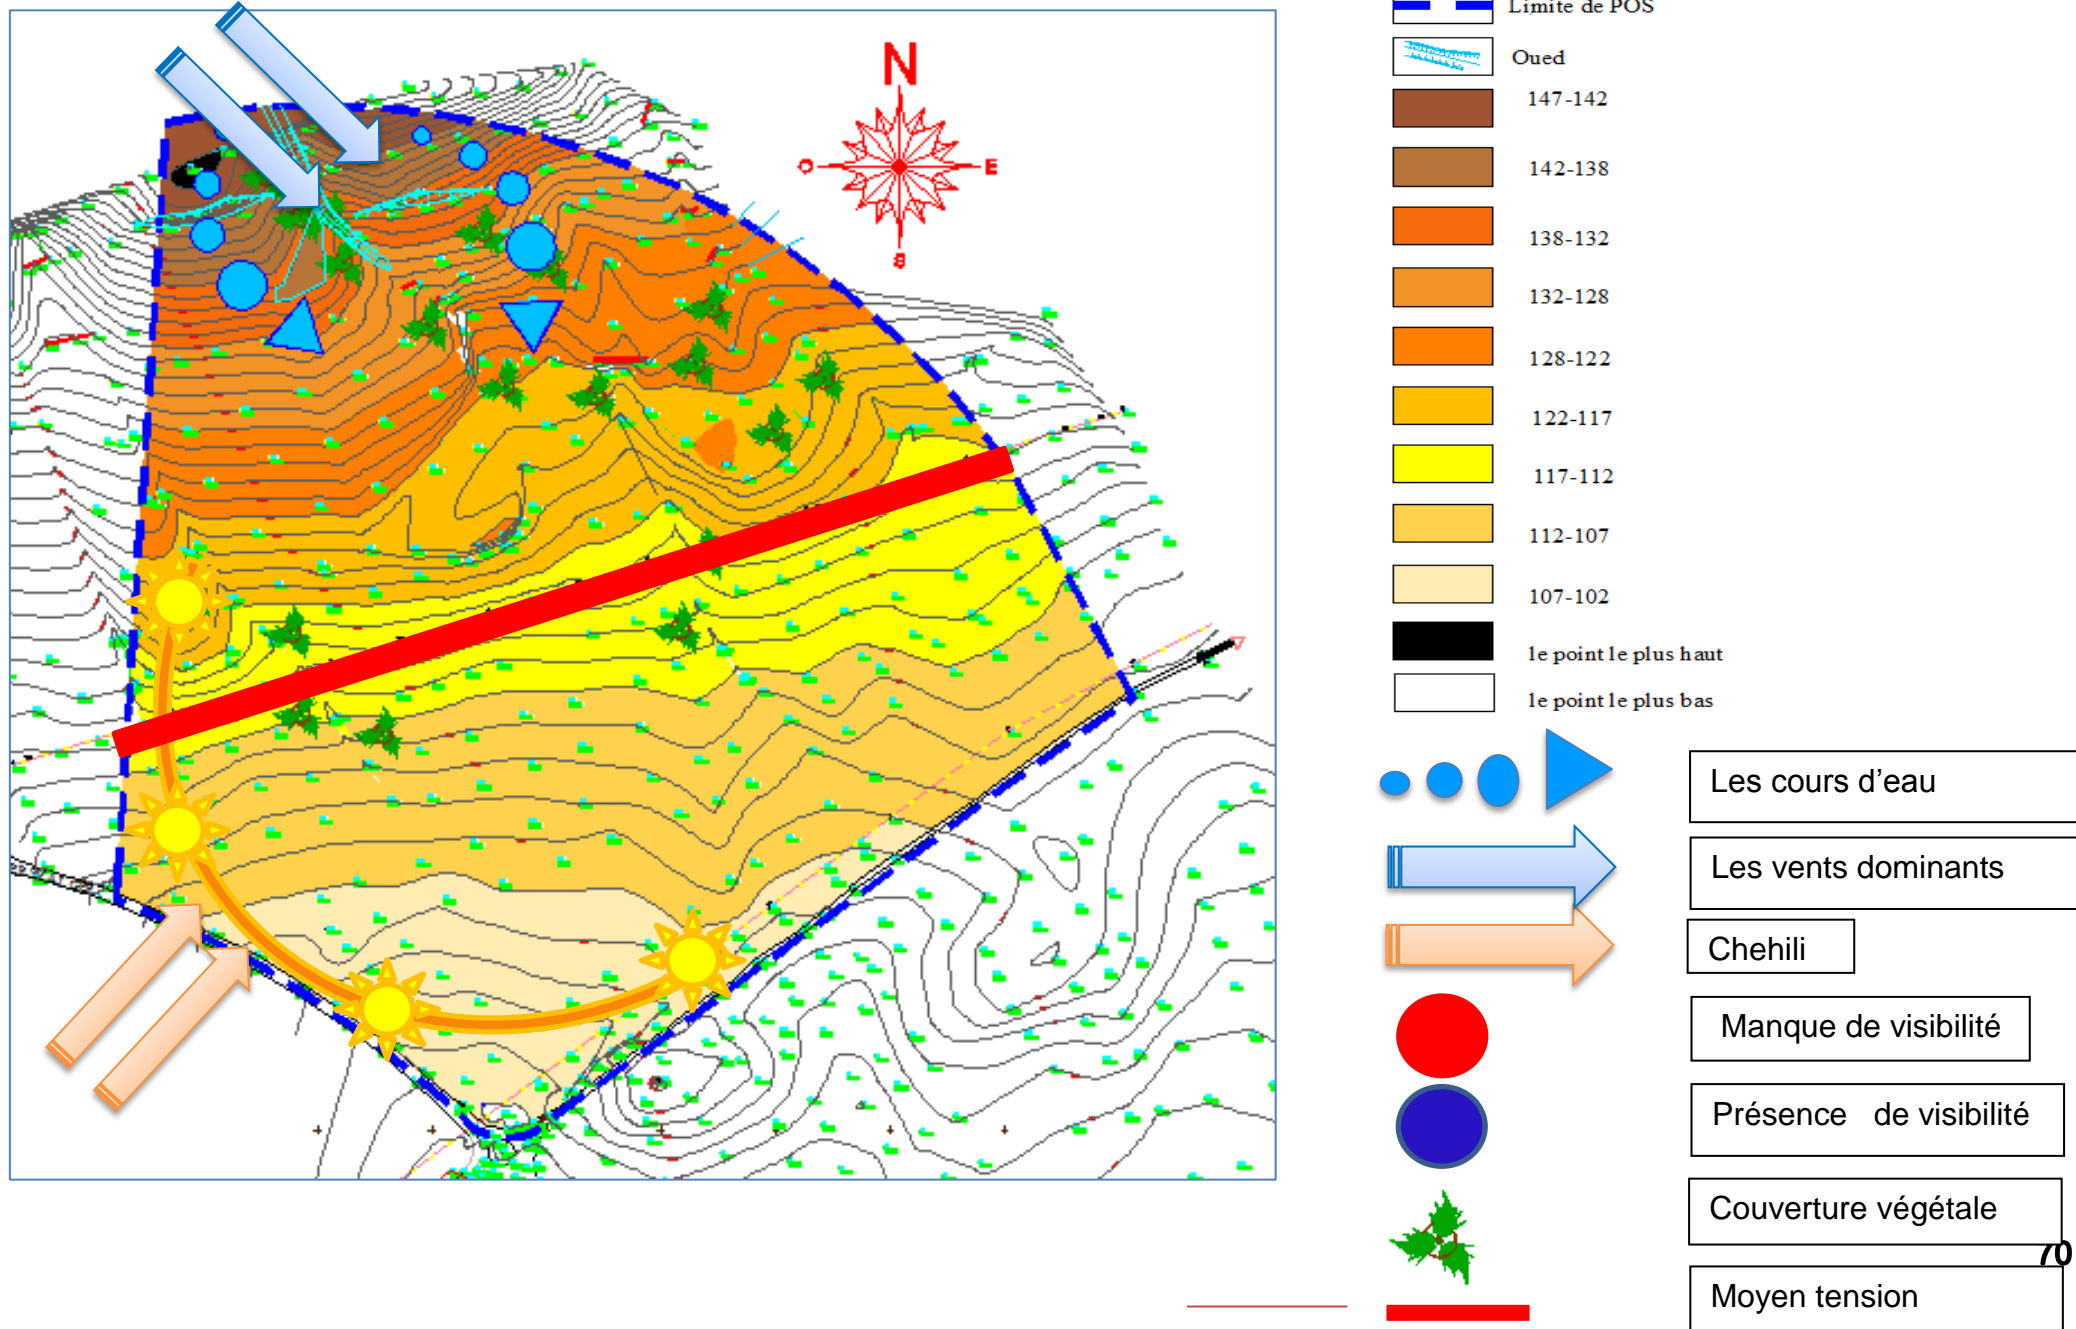 N
O
E
S
Limite de POS
Oued
147-142
142-138
138-132
132-128
128-122
122-117
117-112
112-107
107-102
le point le plus haut
le point le plus bas
Les cours d’eau
Les vents dominants
Chehili
Manque de visibilité
Présence de visibilité
Couverture végétale
70
Moyen tension